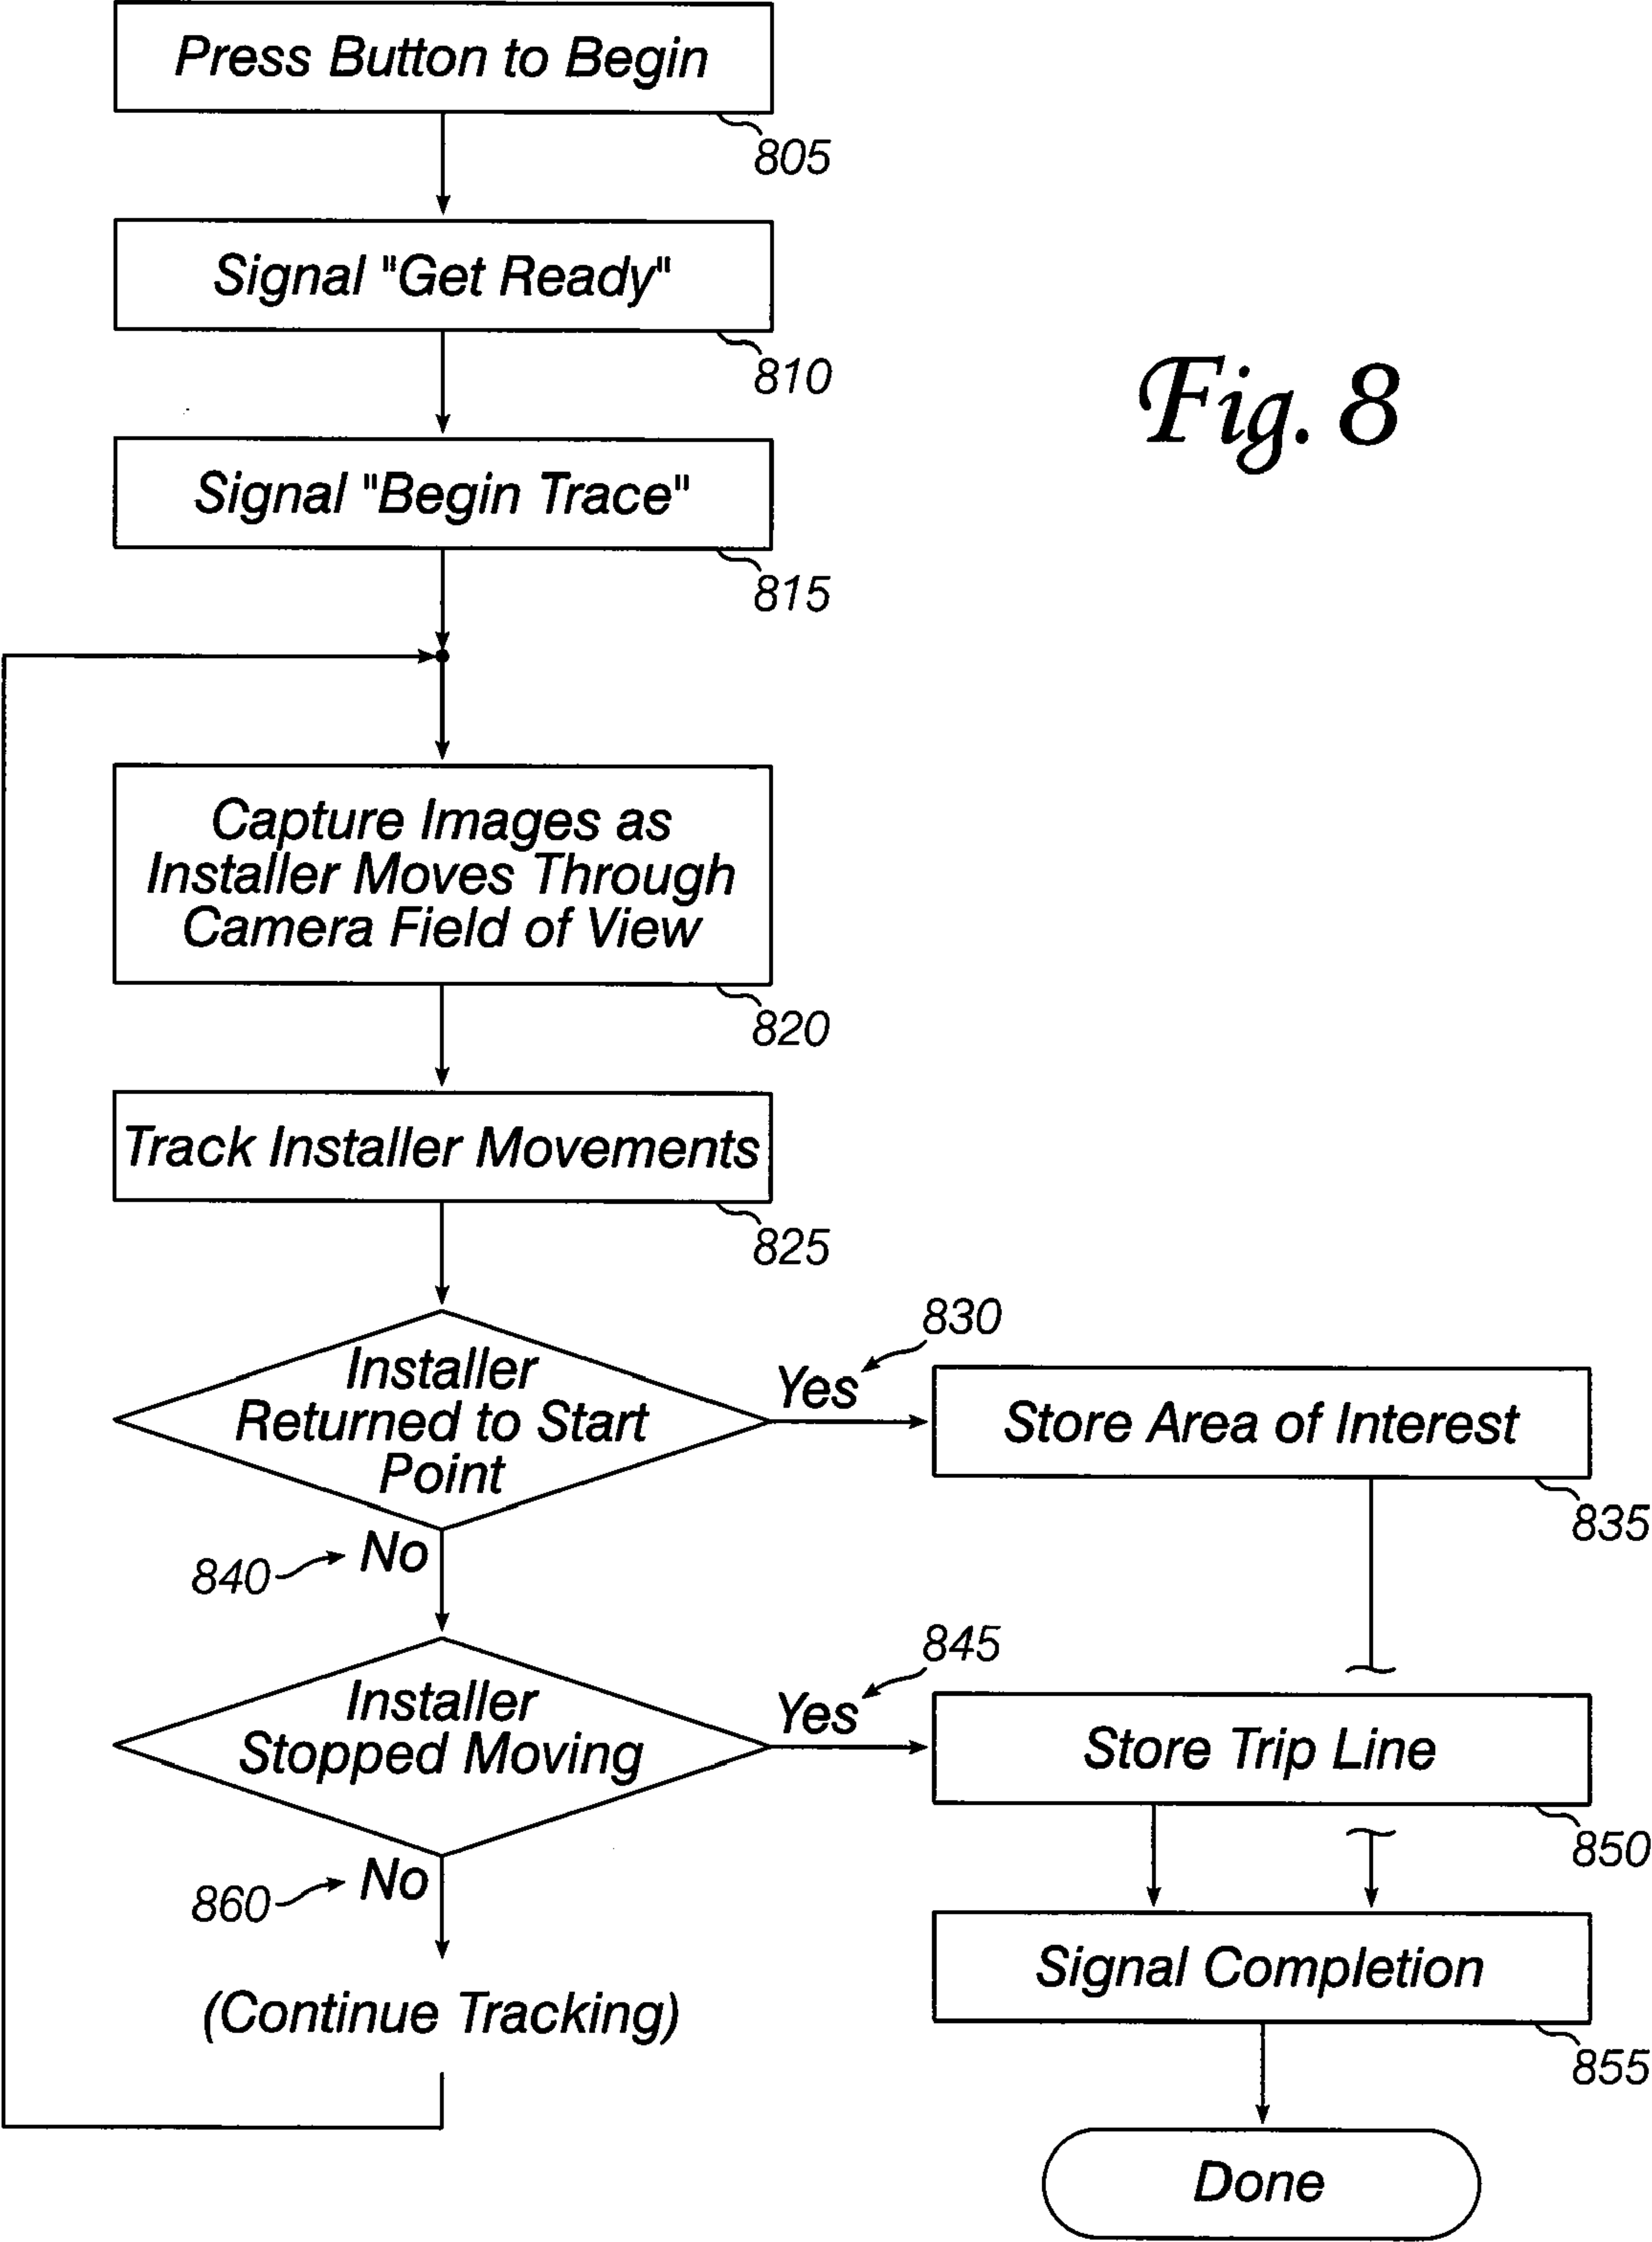 Press Button to Begin
805
Signal "Get Ready"
810
Fig. 8
Signal "Begin Trace"
815
Capture Images as
Installer Moves Through
Camera Field of View
820
Track Installer Movements
825
Installer
Returned to Start
Point
Yes
830
Store Area of Interest
835
840
No
Installer
Stopped Moving
Yes
845
Store Trip Line
850
860
No
(Continue Tracking)
Signal Completion
855
Done